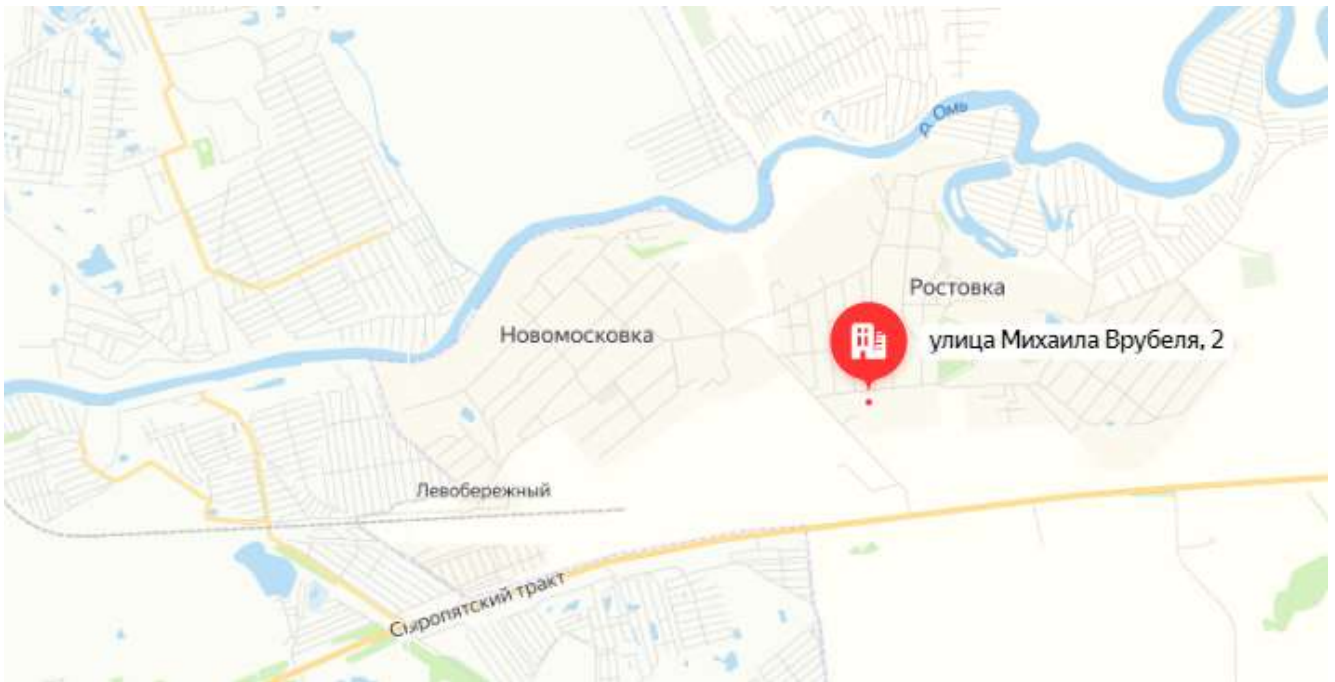 р. Омь
Ростовка
Новомосковка
улица Михаила Врубеля, 2
Левобережный
Сыропятский тракт